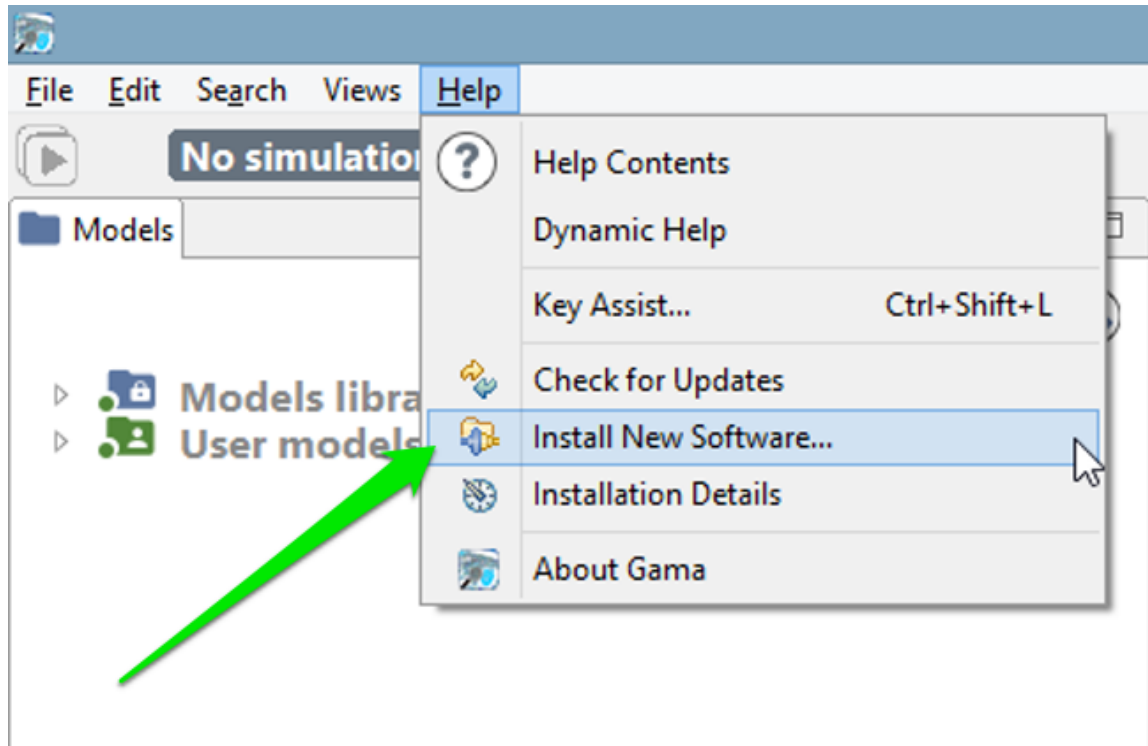 File Edit Search Views Help
No simulation
Models
? Help Contents
Dynamic Help
Key Assist... Ctrl+Shift+L
Check for Updates
Models libra
Install New Software...
User models
Installation Details
About Gama